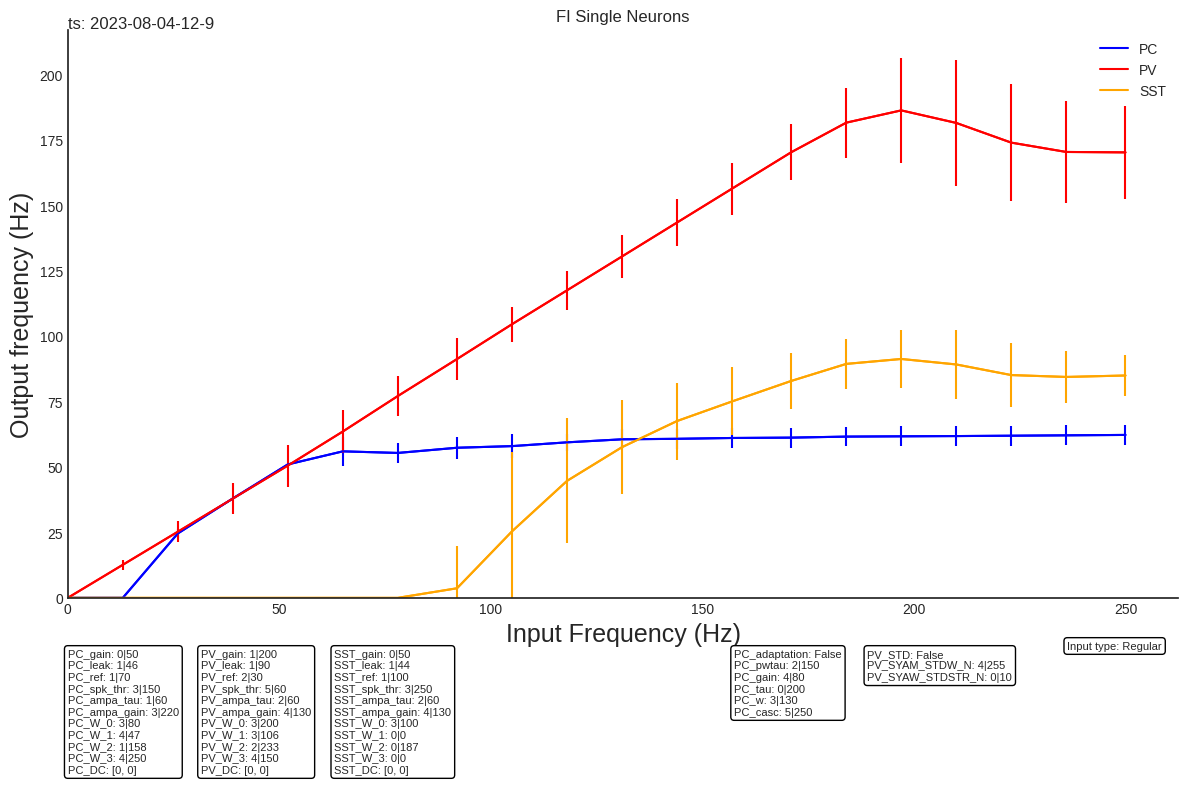 ts: 2023-08-04-12-9
FI Single Neurons
PC
PV
SST
Output frequency (Hz)
200
175
150
125
100
75
50
25
0
0 50 100 150 200 250
Input Frequency (Hz)
Input type: Regular
PC_gain: 0|50
PC_leak: 1|46
PC_ref: 1|70
PC_spk_thr: 3|150
PC_ampa_tau: 1|60
PC_ampa_gain: 3|220
PC_W_0: 3|80
PC_W_1: 4|47
PC_W_2: 1|158
PC_W_3: 4|250
PC_DC: [0, 0]
PV_gain: 1|200
PV_leak: 1|90
PV_ref: 2|30
PV_spk_thr: 5|60
PV_ampa_tau: 2|60
PV_ampa_gain: 4|130
PV_W_0: 3|200
PV_W_1: 3|106
PV_W_2: 2|233
PV_W_3: 4|150
PV_DC: [0, 0]
SST_gain: 0|50
SST_leak: 1|44
SST_ref: 1|100
SST_spk_thr: 3|250
SST_ampa_tau: 2|60
SST_ampa_gain: 4|130
SST_W_0: 3|100
SST_W_1: 0|0
SST_W_2: 0|187
SST_W_3: 0|0
SST_DC: [0, 0]
PC_adaptation: False
PC_pwtau: 2|150
PC_gain: 4|80
PC_tau: 0|200
PC_w: 3|130
PC_casc: 5|250
PV_STD: False
PV_SYAM_STDW_N: 4|255
PV_SYAW_STDSTR_N: 0|10